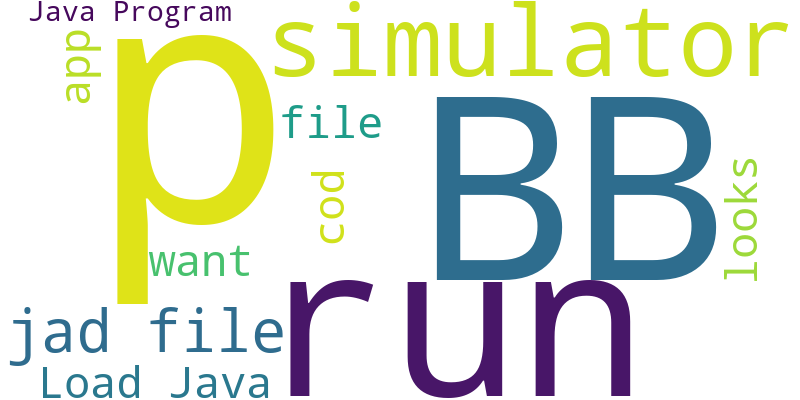 Java Program
app
p
simulator
file
BB
cod
looks
want
run
jad file
Load Java